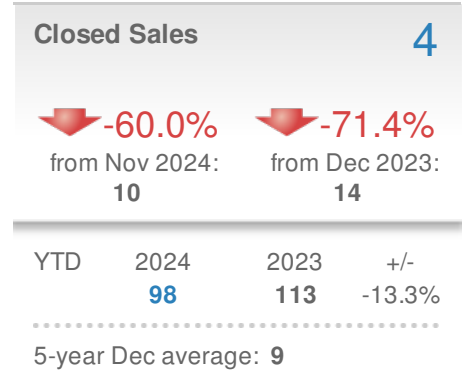 Closed Sales 4
-60.0% -71.4%
from Nov 2024: from Dec 2023:
10 14
YTD 2024 2023 +/-
98 113 -13.3%
5-year Dec average: 9